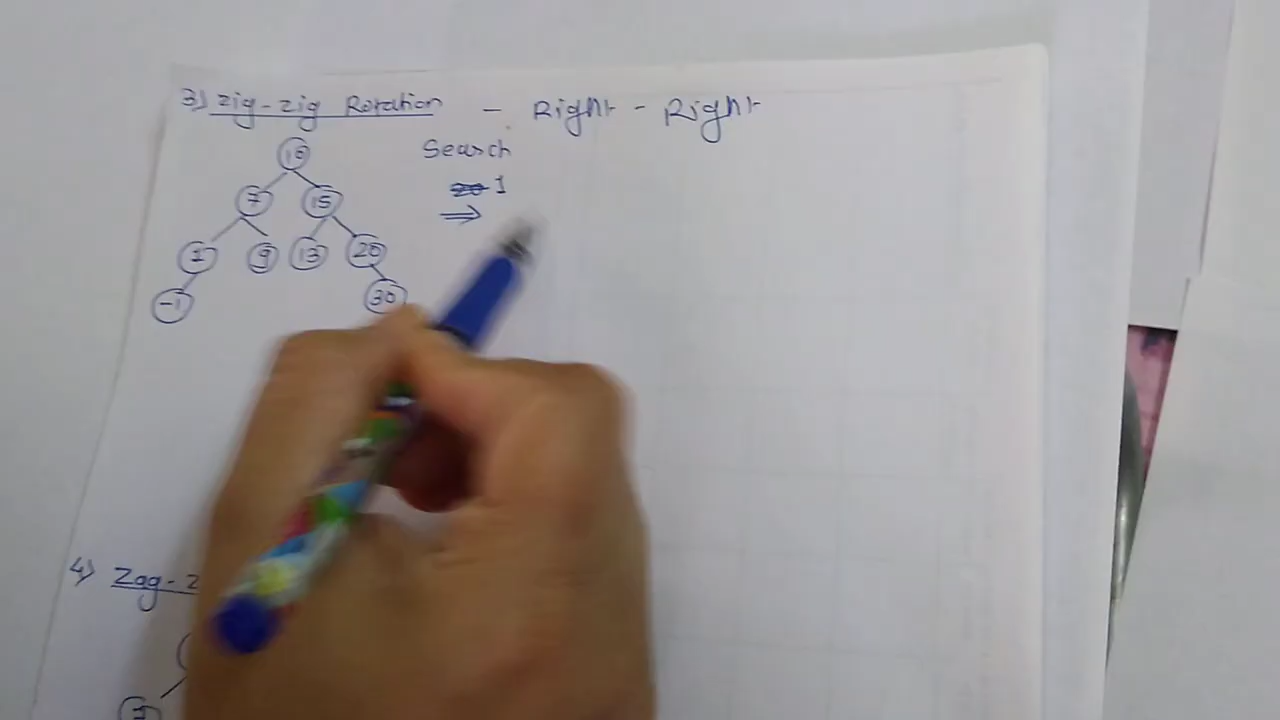 3) Zig-zig Rotation - Right - Right
10
Search
7 15
20 1
⇒
1 9 13 20
-1 30
4) Zag-z
7